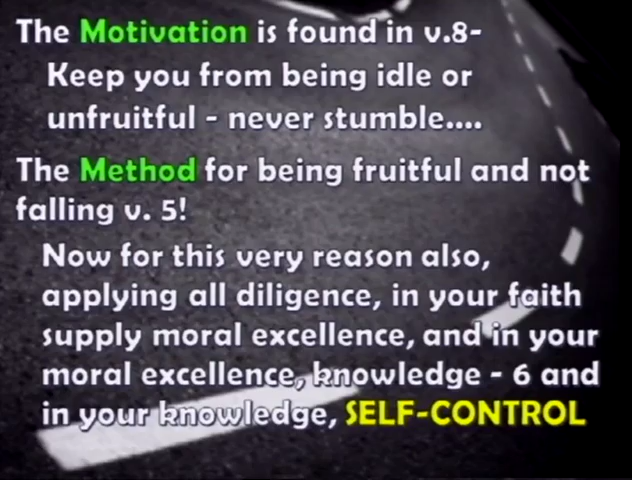 The Motivation is found in v.8-
Keep you from being idle or
unfruitful - never stumble....
The Method for being fruitful and not
falling v. 5!
Now for this very reason also,
applying all diligence, in your faith
supply moral excellence, and in your
moral excellence, knowledge - 6 and
in your knowledge, SELF-CONTROL